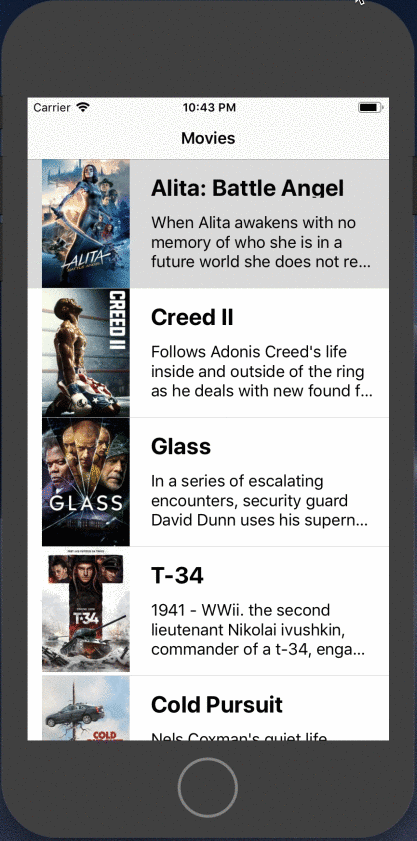 Carrier
10:43 PM
Movies
Alita: Battle Angel
When Alita awakens with no
memory of who she is in a
future world she does not re...
ALITA
BATTLE ANGEL
Creed II
Follows Adonis Creed's life
inside and outside of the ring
as he deals with new found f...
CREED II
Glass
In a series of escalating
encounters, security guard
David Dunn uses his supern...
GLASS
T-34
1941 - WWii. the second
lieutenant Nikolai ivushkin,
commander of a t-34, enga...
T-34
Cold Pursuit
Nels Coxman's quiet life
COLD